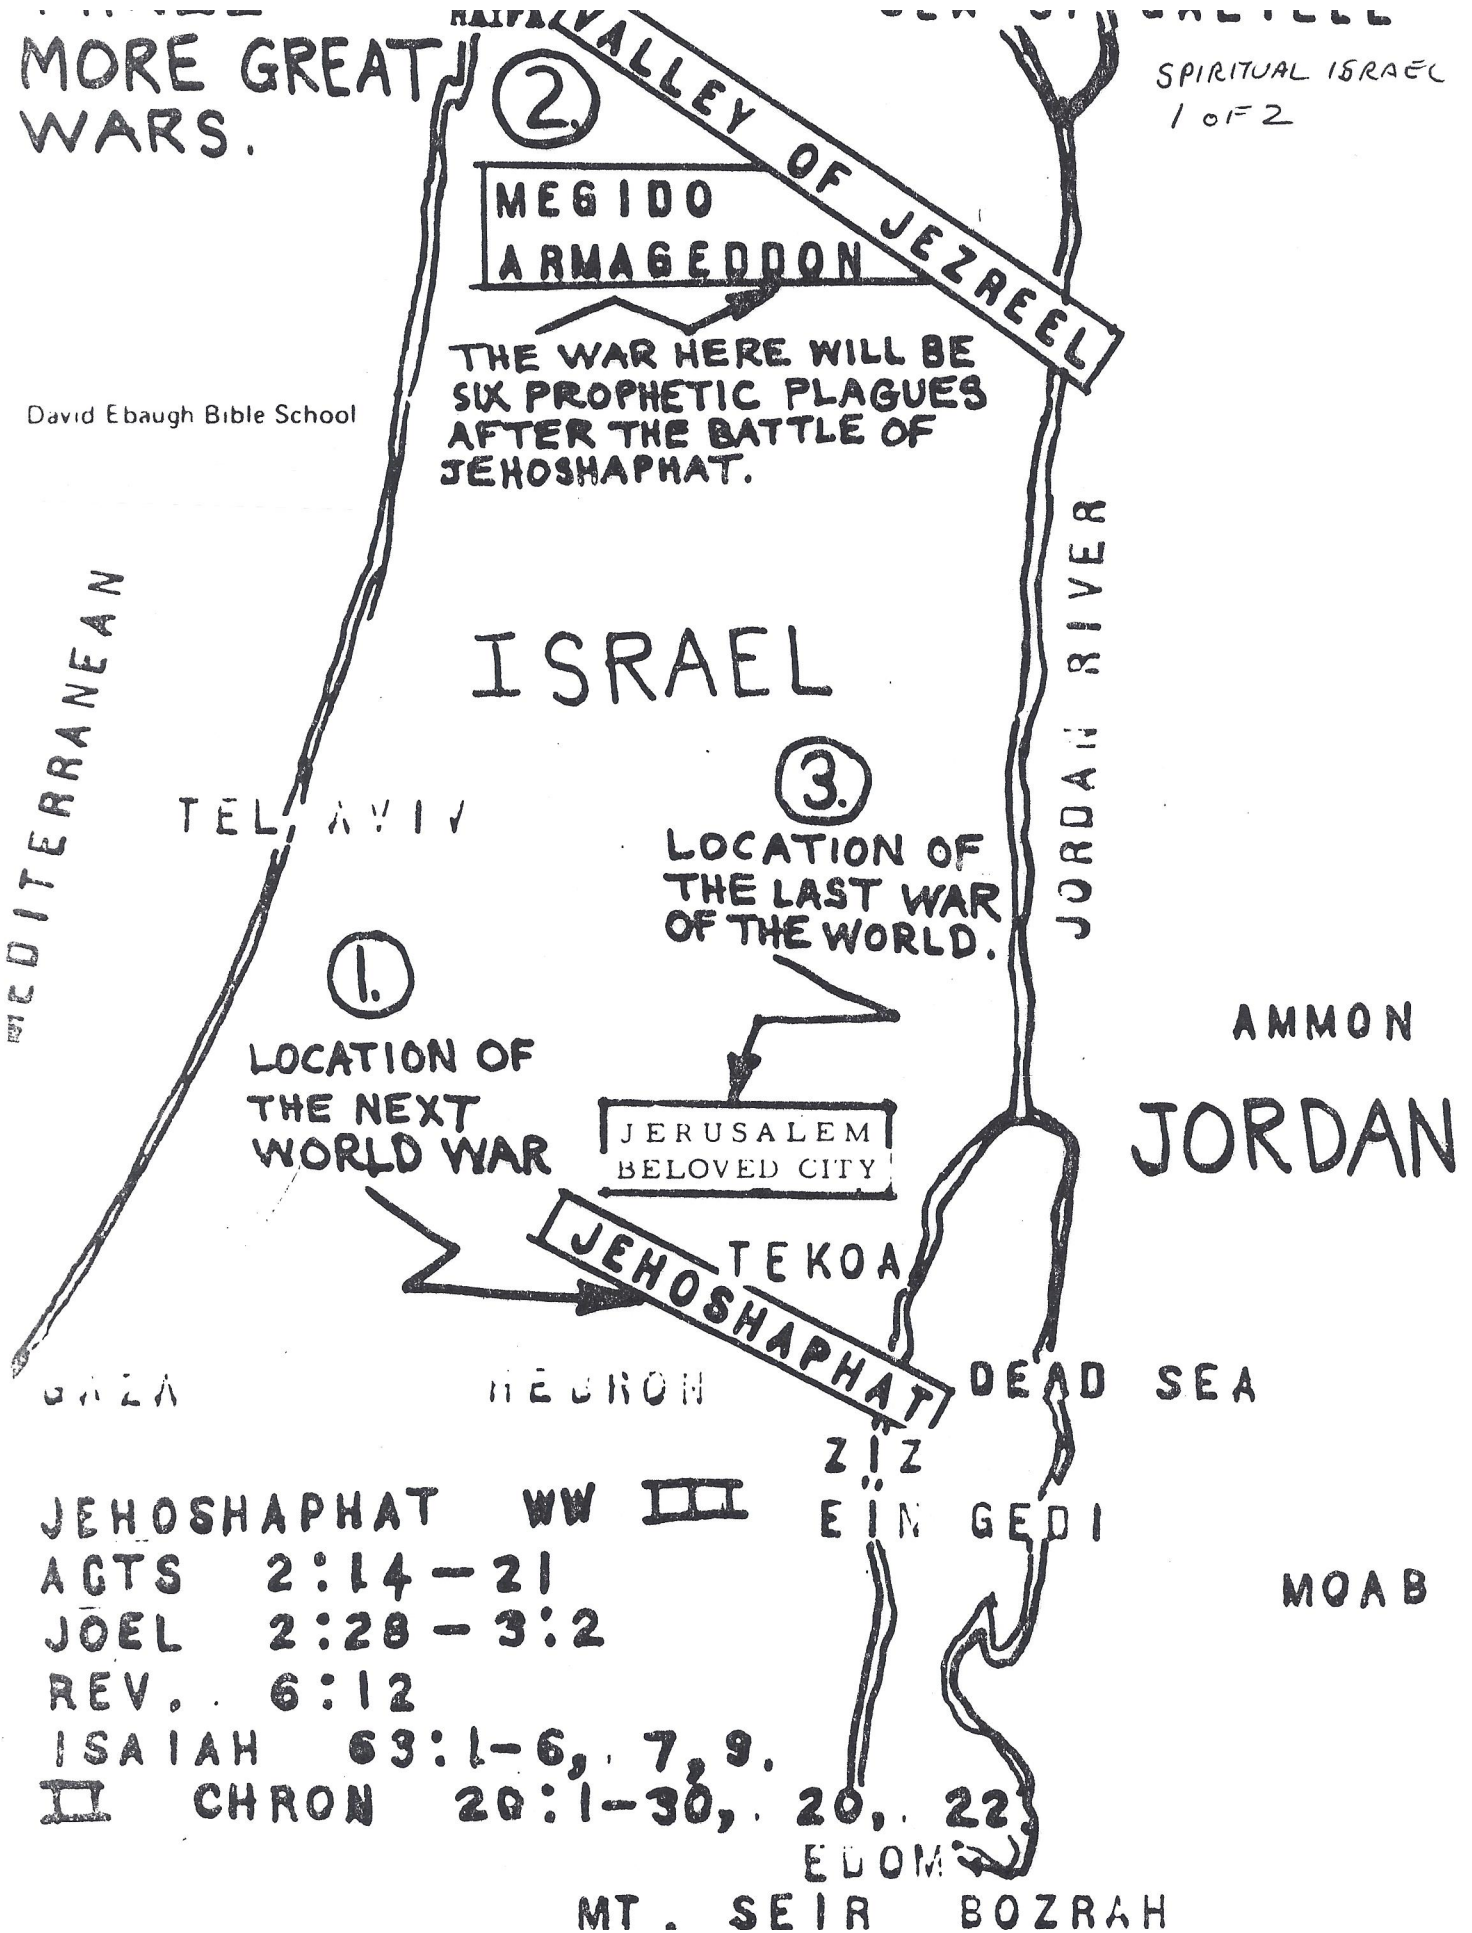 HAIFA
SEA OF GALILEE
MORE GREAT
WARS.
SPIRITUAL ISRAEL
1 OF 2
2.
VALLEY OF JEZREEL
MEGIDO
ARMAGEDDON
THE WAR HERE WILL BE
SIX PROPHETIC PLAGUES
AFTER THE BATTLE OF
JEHOSHAPHAT.
David Ebaugh Bible School
MEDITERRANEAN
JORDAN RIVER
ISRAEL
TEL AVIV
3.
LOCATION OF
THE LAST WAR
OF THE WORLD.
1.
LOCATION OF
THE NEXT
WORLD WAR
AMMON
JORDAN
JERUSALEM
BELOVED CITY
JEHOSHAPHAT
TEKOA
GAZA
HEBRON
DEAD SEA
ZIZ
EIN GEDI
MOAB
JEHOSHAPHAT WW III
ACTS 2:14-21
JOEL 2:28-3:2
REV. 6:12
ISAIAH 63:1-6, 7,9.
II CHRON 20:1-30, 20, 22
EDOM
MT. SEIR BOZRAH